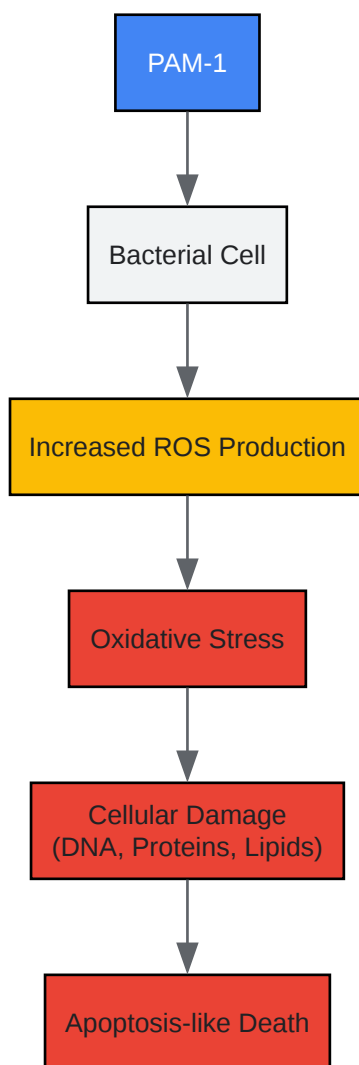 PAM-1
Bacterial Cell
Increased ROS Production
Oxidative Stress
Cellular Damage
(DNA, Proteins, Lipids)
Apoptosis-like Death